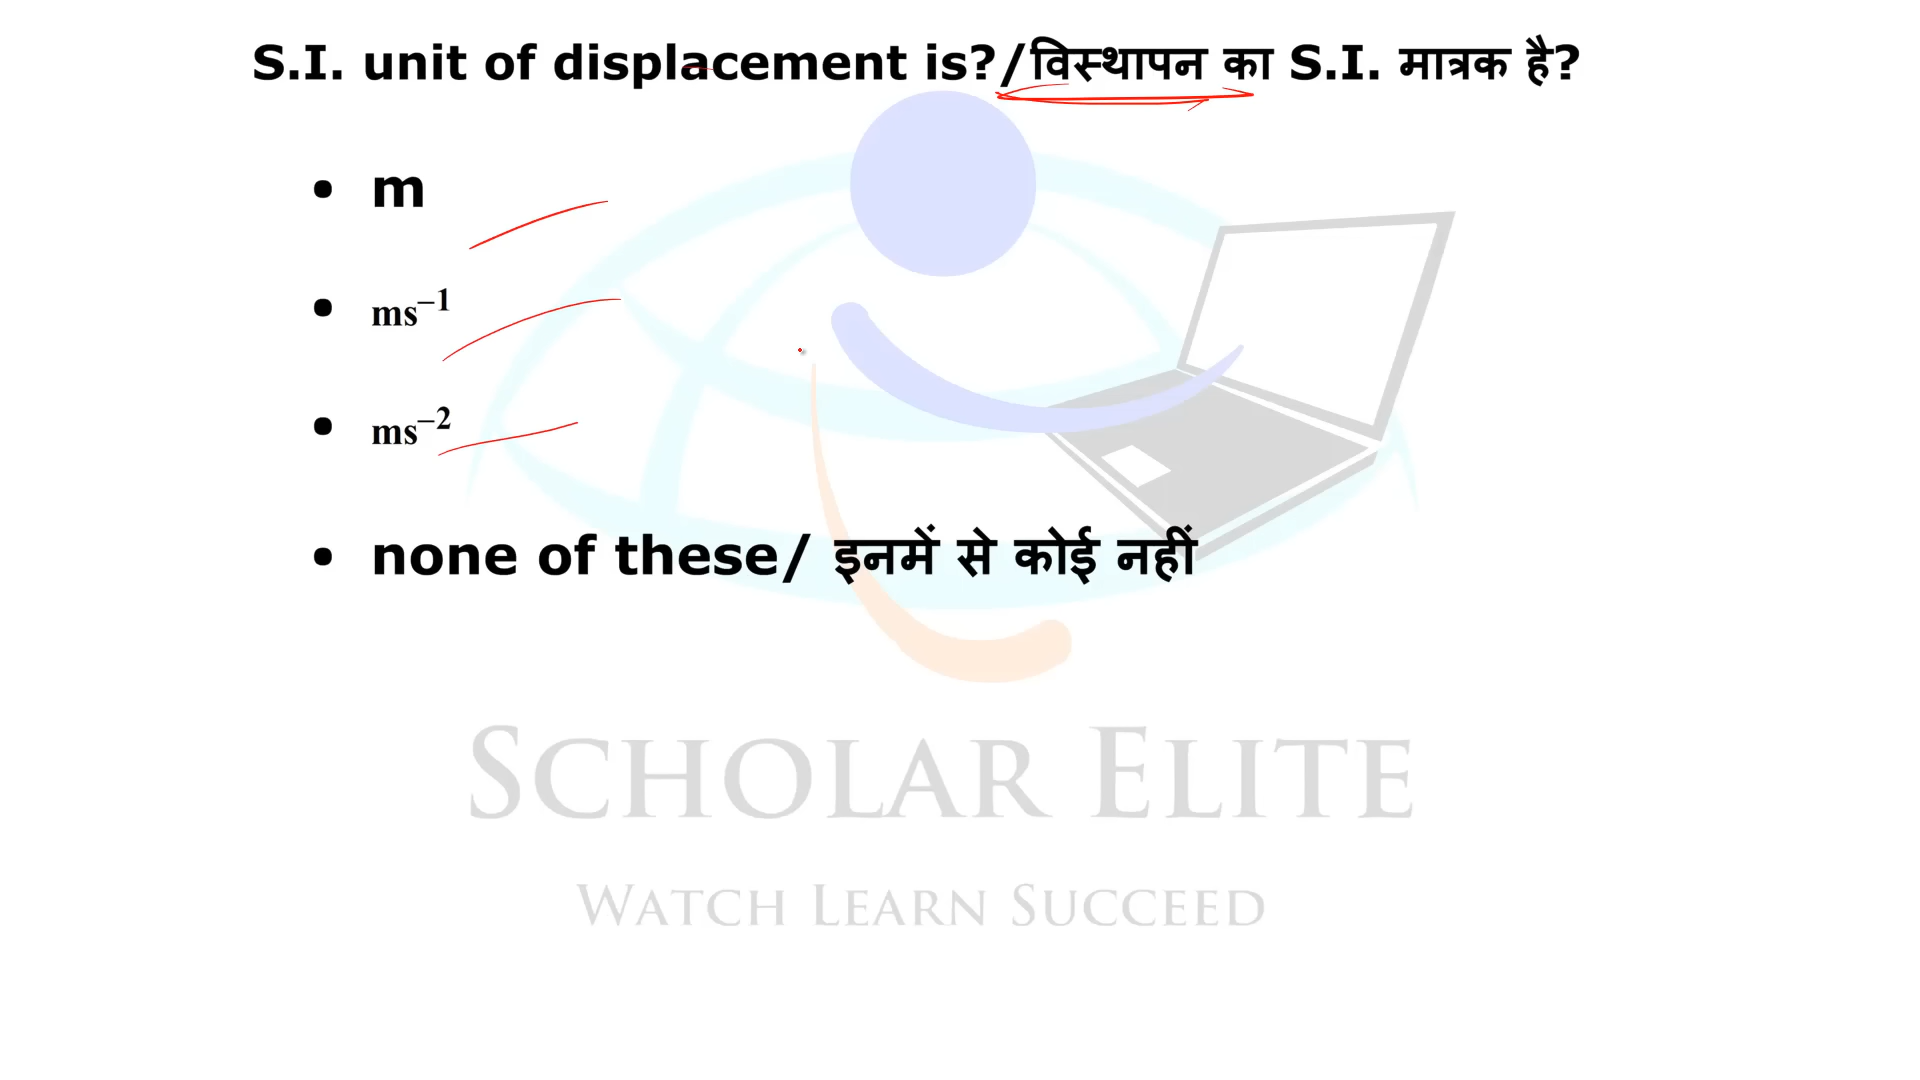 S.I. unit of displacement is?/विस्थापन का S.I. मात्रक है?
• m
• ms⁻¹
• ms⁻²
• none of these/ इनमें से कोई नहीं
SCHOLAR ELITE
WATCH LEARN SUCCEED